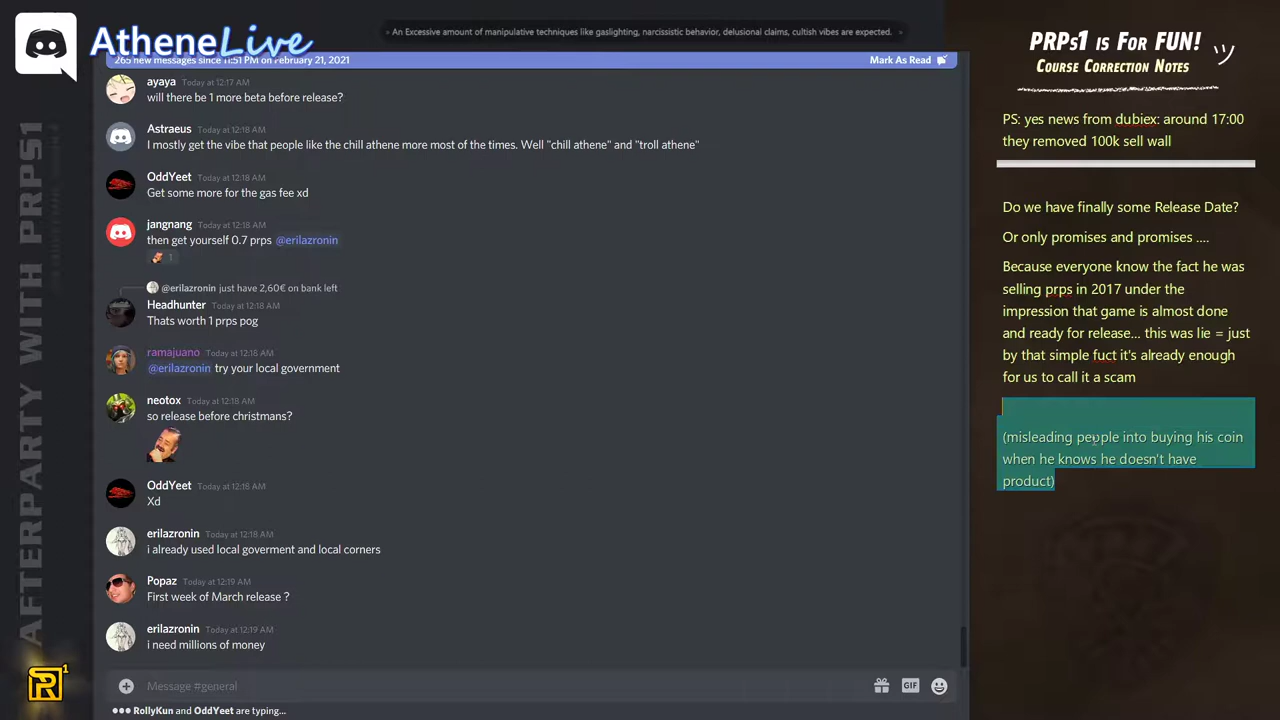 AtheneLive
» An Excessive amount of manipulative techniques like gaslighting, narcissistic behavior, delusional claims, cultish vibes are expected. »
265 new messages since 11:51 PM on February 21, 2021
Mark As Read
ayaya Today at 12:17 AM
will there be 1 more beta before release?
Astraeus Today at 12:18 AM
I mostly get the vibe that people like the chill athene more most of the times. Well "chill athene" and "troll athene"
OddYeet Today at 12:18 AM
Get some more for the gas fee xd
jangnang Today at 12:18 AM
then get yourself 0.7 prps @erilazronin
1
@erilazronin just have 2,60€ on bank left
Headhunter Today at 12:18 AM
Thats worth 1 prps pog
ramajuano Today at 12:18 AM
@erilazronin try your local government
neotox Today at 12:18 AM
so release before christmans?
OddYeet Today at 12:18 AM
Xd
erilazronin Today at 12:18 AM
i already used local goverment and local corners
Popaz Today at 12:19 AM
First week of March release ?
erilazronin Today at 12:19 AM
i need millions of money
Message #general
GIF
RollyKun and OddYeet are typing...
AFTERPARTY WITH PRPS1
1
PRPS1 IS FOR FUN! ツ
COURSE CORRECTION NOTES
PS: yes news from dubiex: around 17:00
they removed 100k sell wall
Do we have finally some Release Date?
Or only promises and promises ....
Because everyone know the fact he was
selling prps in 2017 under the
impression that game is almost done
and ready for release... this was lie = just
by that simple fuct it's already enough
for us to call it a scam
(misleading people into buying his coin
when he knows he doesn't have
product)